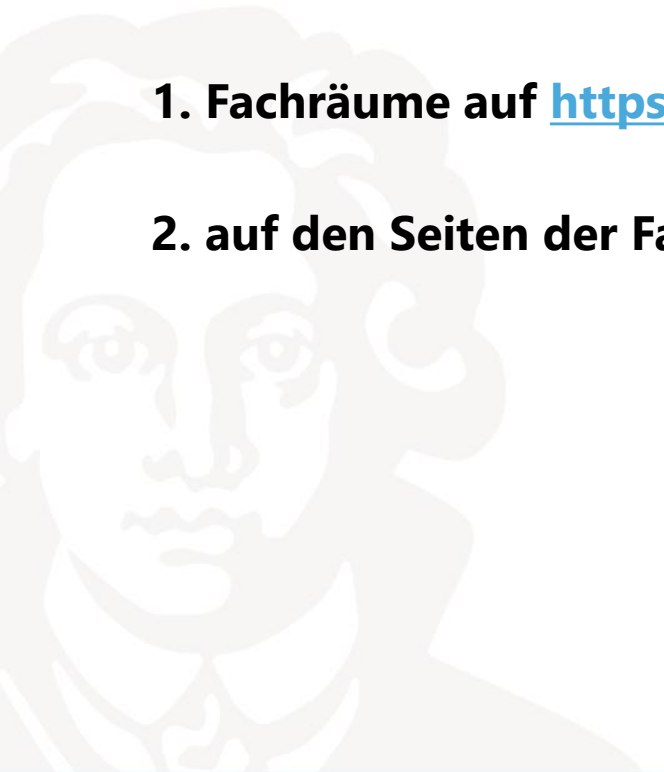 1. Fachräume auf https
2. auf den Seiten der Fa